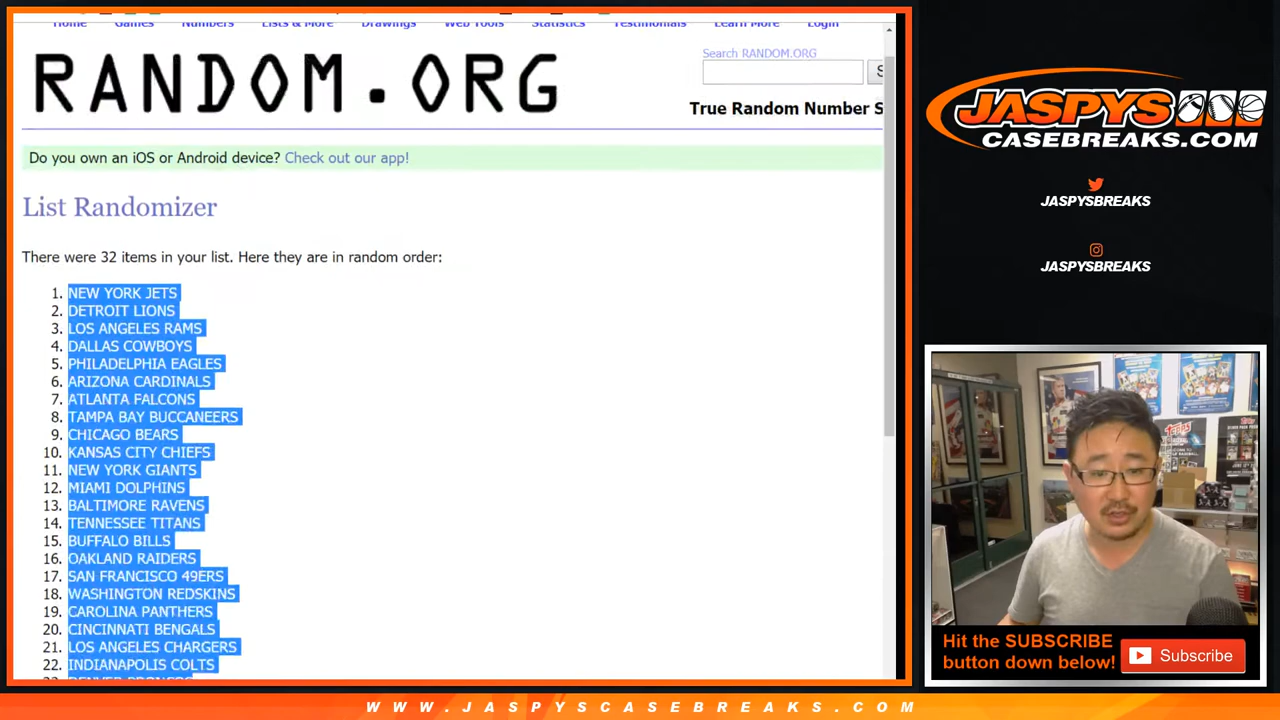 Home Games Numbers Lists & More Drawings Web Tools Statistics Testimonials Learn More Login
RANDOM.ORG
Search RANDOM.ORG
S
True Random Number S
Do you own an iOS or Android device? Check out our app!
List Randomizer
There were 32 items in your list. Here they are in random order:
1. NEW YORK JETS
2. DETROIT LIONS
3. LOS ANGELES RAMS
4. DALLAS COWBOYS
5. PHILADELPHIA EAGLES
6. ARIZONA CARDINALS
7. ATLANTA FALCONS
8. TAMPA BAY BUCCANEERS
9. CHICAGO BEARS
10. KANSAS CITY CHIEFS
11. NEW YORK GIANTS
12. MIAMI DOLPHINS
13. BALTIMORE RAVENS
14. TENNESSEE TITANS
15. BUFFALO BILLS
16. OAKLAND RAIDERS
17. SAN FRANCISCO 49ERS
18. WASHINGTON REDSKINS
19. CAROLINA PANTHERS
20. CINCINNATI BENGALS
21. LOS ANGELES CHARGERS
22. INDIANAPOLIS COLTS
23. DENVER BRONCOS
JASPYS
CASEBREAKS.COM
JASPYSBREAKS
JASPYSBREAKS
TOPPS
Hit the SUBSCRIBE
button down below!
Subscribe
WWW.JASPYSCASEBREAKS.COM